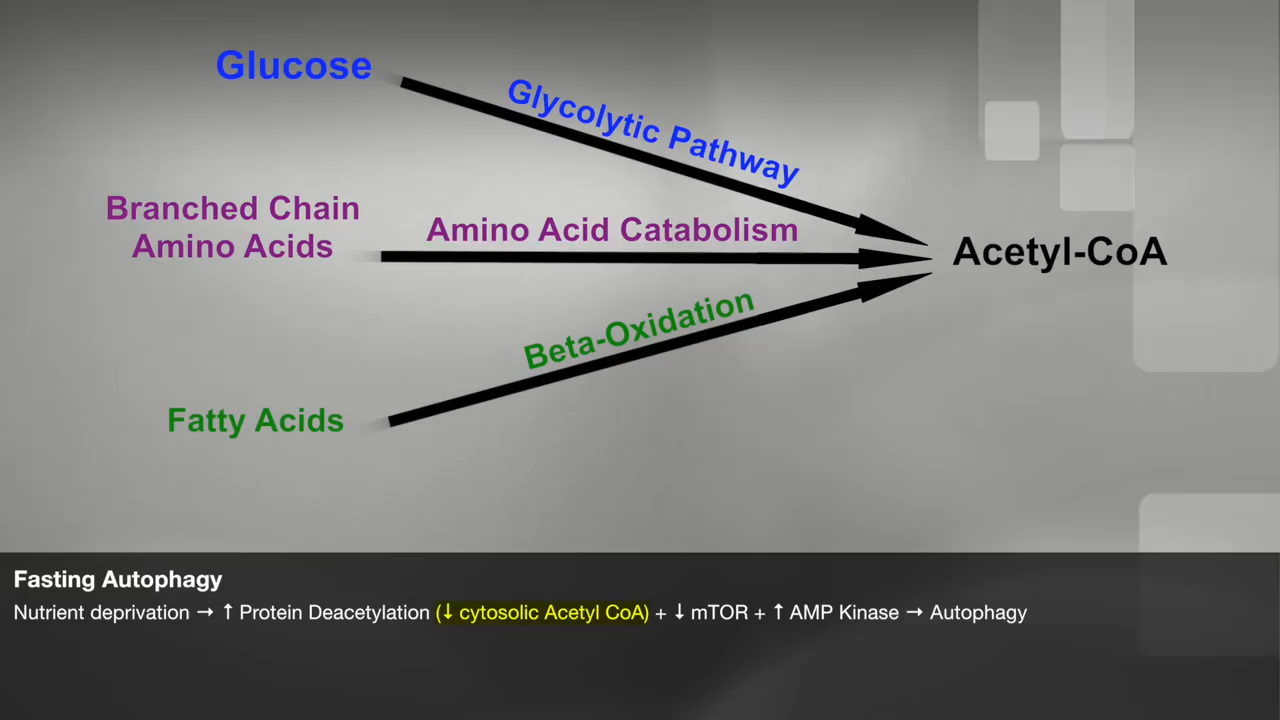 Glucose
Glycolytic Pathway
Branched Chain
Amino Acids
Amino Acid Catabolism
Acetyl-CoA
Beta-Oxidation
Fatty Acids
Fasting Autophagy
Nutrient deprivation → ↑ Protein Deacetylation (↓ cytosolic Acetyl CoA) + ↓ mTOR + ↑ AMP Kinase → Autophagy